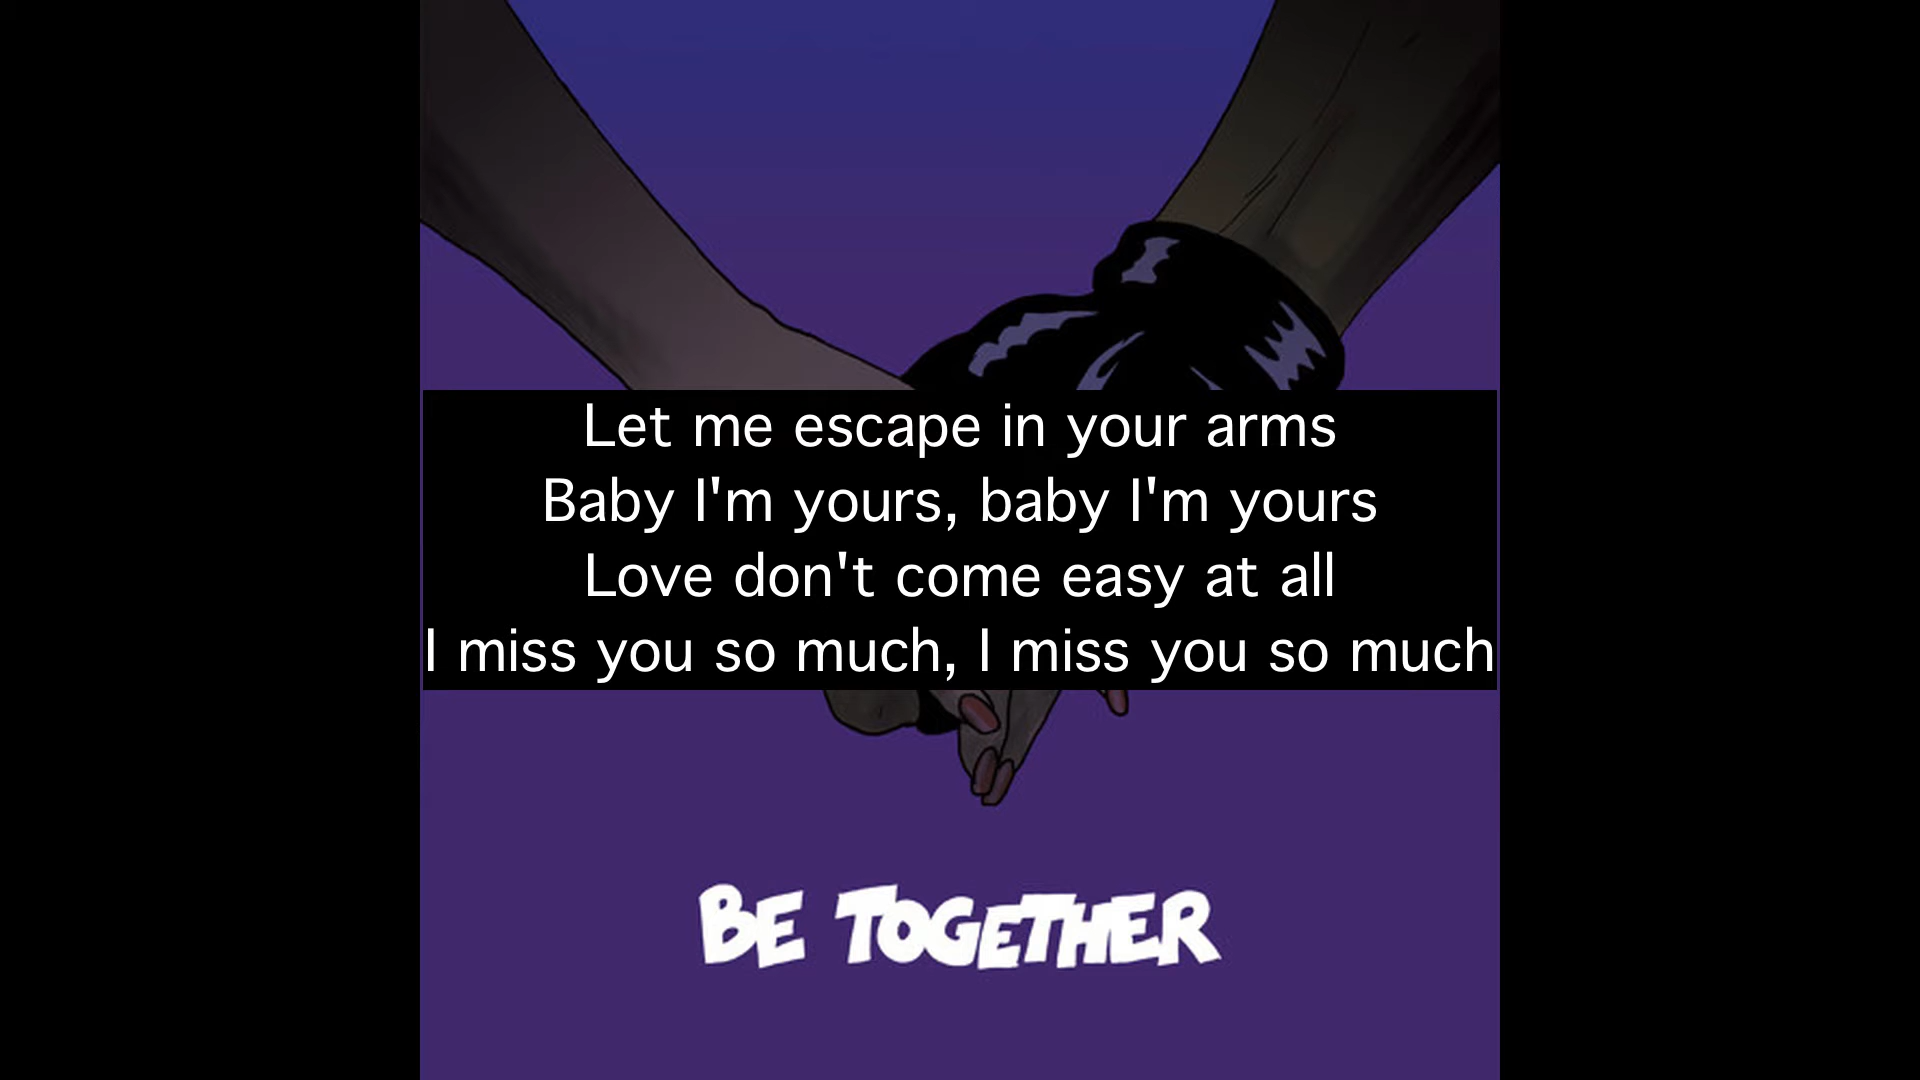 Let me escape in your arms
Baby I'm yours, baby I'm yours
Love don't come easy at all
I miss you so much, I miss you so much
BE TOGETHER